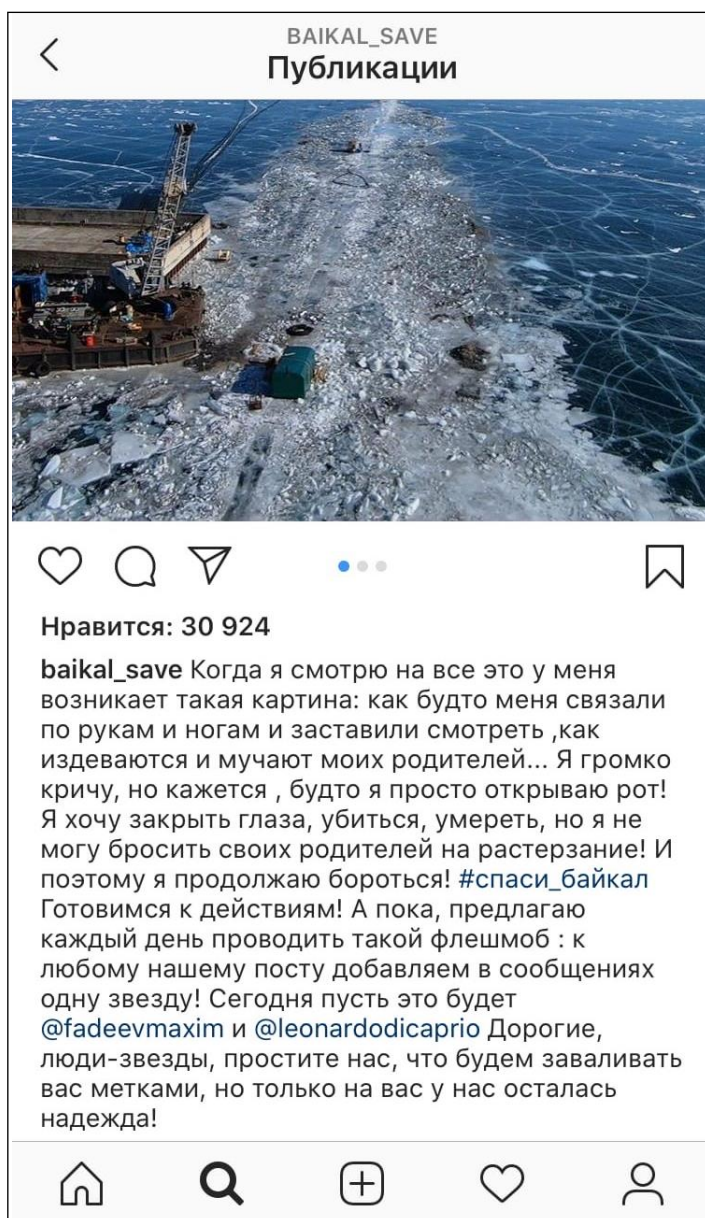 BAIKAL_SAVE
Публикации
Нравится: 30 924
baikal_save Когда я смотрю на все это у меня
возникает такая картина: как будто меня связали
по рукам и ногам и заставили смотреть ,как
издеваются и мучают моих родителей... Я громко
кричу, но кажется , будто я просто открываю рот!
Я хочу закрыть глаза, убиться, умереть, но я не
могу бросить своих родителей на растерзание! И
поэтому я продолжаю бороться! #спаси_байкал
Готовимся к действиям! А пока, предлагаю
каждый день проводить такой флешмоб : к
любому нашему посту добавляем в сообщениях
одну звезду! Сегодня пусть это будет
@fadeevmaxim и @leonardodicaprio Дорогие,
люди-звезды, простите нас, что будем заваливать
вас метками, но только на вас у нас осталась
надежда!